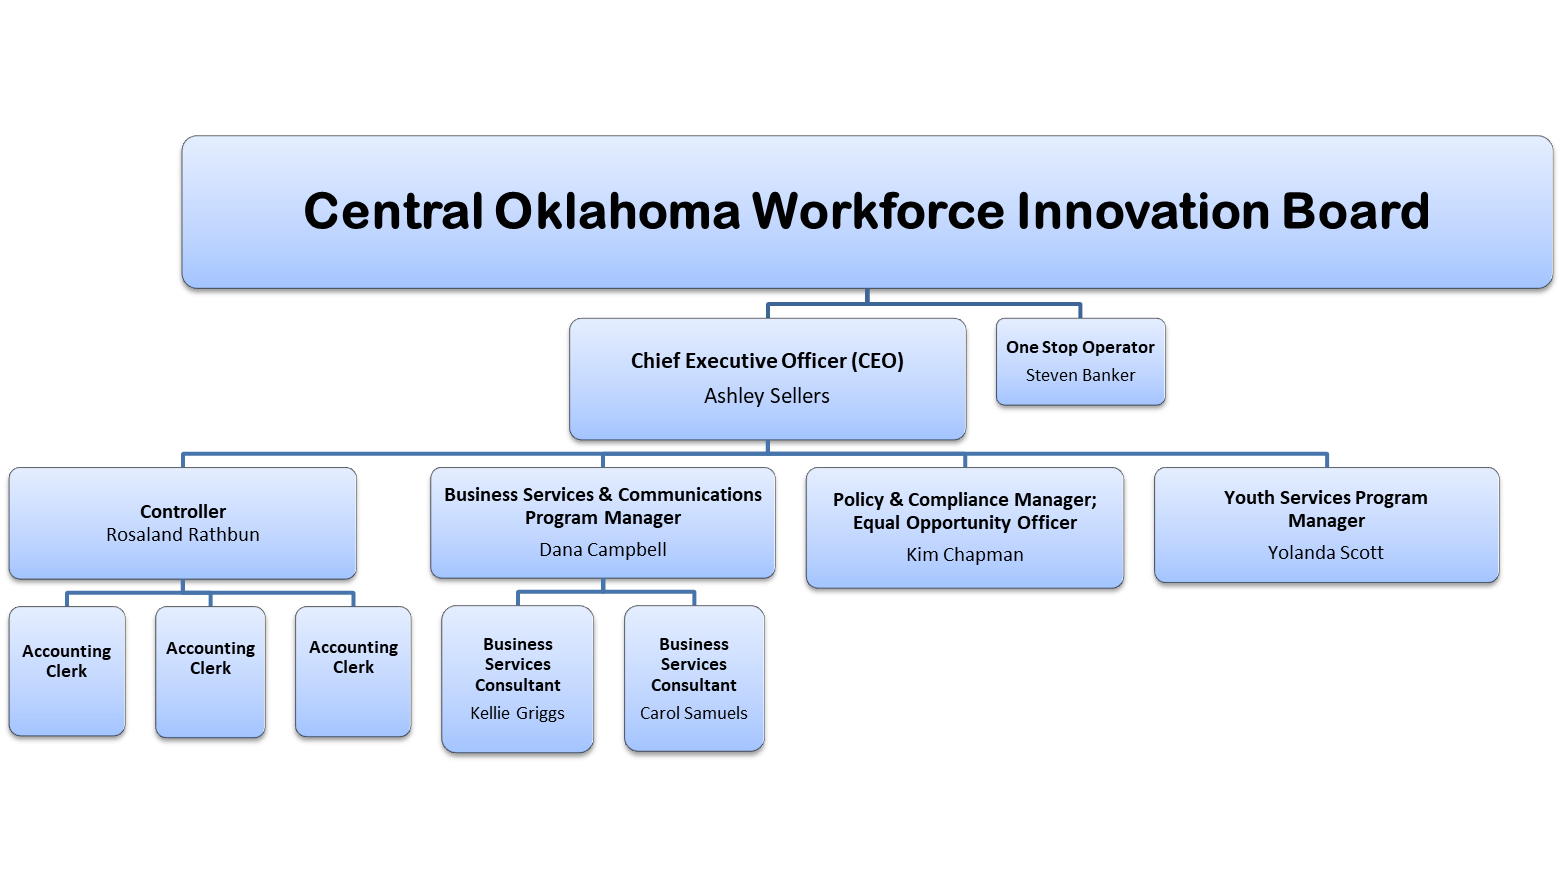 Central Oklahoma Workforce Innovation Board
Chief Executive Officer (CEO)
Ashley Sellers
One Stop Operator
Steven Banker
Controller
Rosaland Rathbun
Business Services & Communications
Program Manager
Dana Campbell
Policy & Compliance Manager;
Equal Opportunity Officer
Kim Chapman
Youth Services Program
Manager
Yolanda Scott
Accounting
Clerk
Accounting
Clerk
Accounting
Clerk
Business
Services
Consultant
Kellie Griggs
Business
Services
Consultant
Carol Samuels